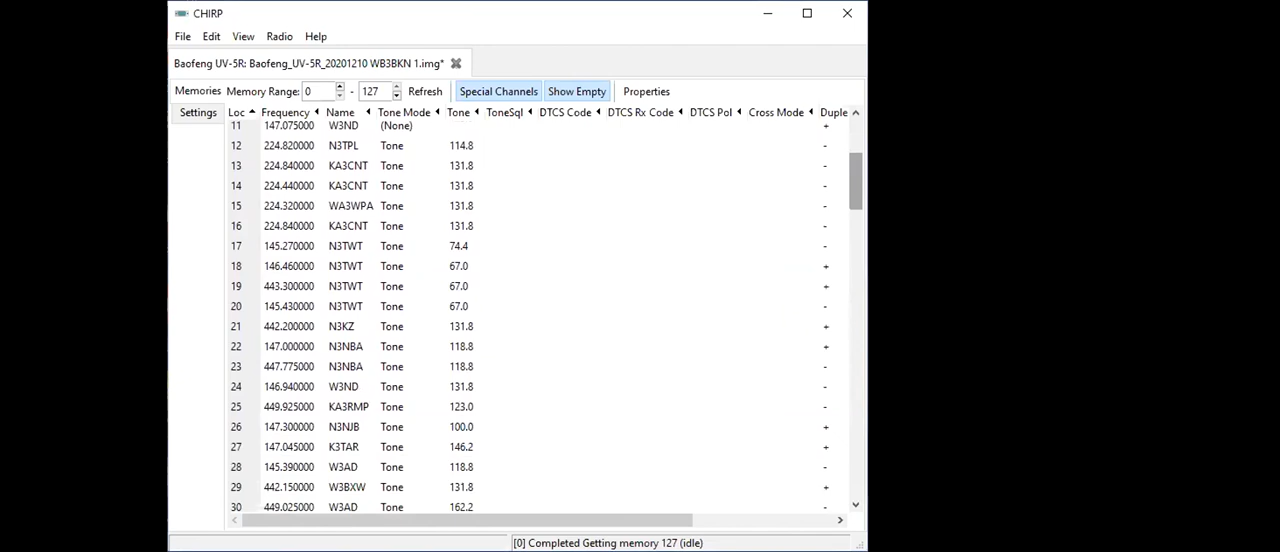 CHIRP
File Edit View Radio Help
Baofeng UV-5R: Baofeng_UV-5R_20201210 WB3BKN 1.img*
Memories Memory Range: 0 - 127 Refresh Special Channels Show Empty Properties
Settings
Loc Frequency Name Tone Mode Tone ToneSql DTCS Code DTCS Rx Code DTCS Pol Cross Mode Duple
11 147.075000 W3ND (None) +
12 224.820000 N3TPL Tone 114.8 -
13 224.840000 KA3CNT Tone 131.8 -
14 224.440000 KA3CNT Tone 131.8 -
15 224.320000 WA3WPA Tone 131.8 -
16 224.840000 KA3CNT Tone 131.8 -
17 145.270000 N3TWT Tone 74.4 -
18 146.460000 N3TWT Tone 67.0 +
19 443.300000 N3TWT Tone 67.0 +
20 145.430000 N3TWT Tone 67.0 -
21 442.200000 N3KZ Tone 131.8 +
22 147.000000 N3NBA Tone 118.8 +
23 447.775000 N3NBA Tone 118.8 -
24 146.940000 W3ND Tone 131.8 -
25 449.925000 KA3RMP Tone 123.0 -
26 147.300000 N3NJB Tone 100.0 +
27 147.045000 K3TAR Tone 146.2 +
28 145.390000 W3AD Tone 118.8 -
29 442.150000 W3BXW Tone 131.8 +
30 449.025000 W3AD Tone 162.2 -
[0] Completed Getting memory 127 (idle)